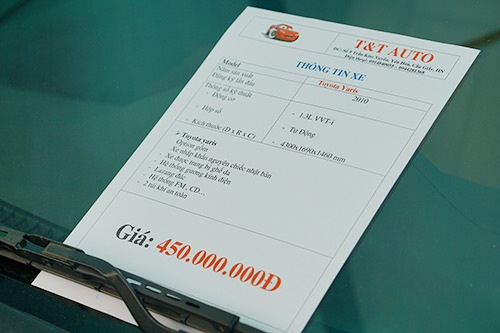 T&T AUTO
THÔNG TIN XE
Model Toyota Yaris
Năm sản xuất 2010
Đăng ký lần đầu
Thông số kỹ thuật
- Động cơ - 1.3L VVT-i
- Hộp số - Tự Động
- Kích thước (D x R x C) - 4300x1690x1460 mm
➤ Toyota yaris
Option gồm
- Xe nhập khẩu nguyên chiếc nhật bản
- Xe được trang bị ghế da
- Hệ thống gương kính điện
- Lazang đúc
- Hệ thống FM, CD…
- 2 túi khí an toàn
Giá: 450.000.000Đ